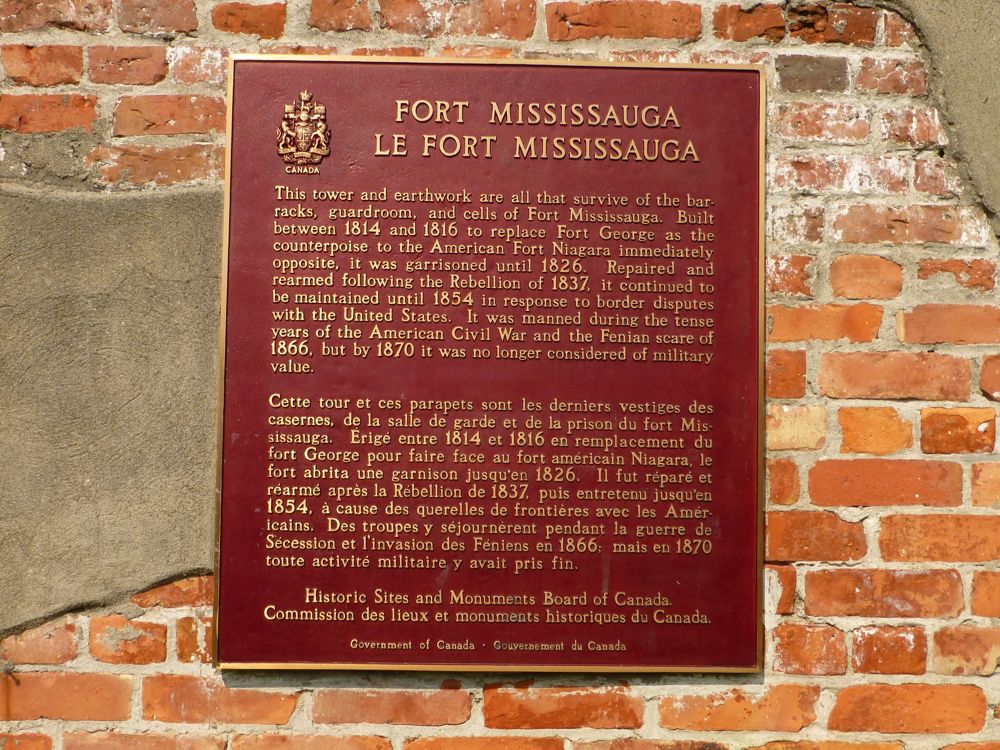 FORT MISSISSAUGA
LE FORT MISSISSAUGA
CANADA
This tower and earthwork are all that survive of the bar-
racks, guardroom, and cells of Fort Mississauga. Built
between 1814 and 1816 to replace Fort George as the
counterpoise to the American Fort Niagara immediately
opposite, it was garrisoned until 1826. Repaired and
rearmed following the Rebellion of 1837, it continued to
be maintained until 1854 in response to border disputes
with the United States. It was manned during the tense
years of the American Civil War and the Fenian scare of
1866, but by 1870 it was no longer considered of military
value.
Cette tour et ces parapets sont les derniers vestiges des
casernes, de la salle de garde et de la prison du fort Mis-
sissauga. Érigé entre 1814 et 1816 en remplacement du
fort George pour faire face au fort américain Niagara, le
fort abrita une garnison jusqu'en 1826. Il fut réparé et
réarmé après la Rébellion de 1837, puis entretenu jusqu'en
1854, à cause des querelles de frontières avec les Amér-
icains. Des troupes y séjournèrent pendant la guerre de
Sécession et l'invasion des Féniens en 1866; mais en 1870
toute activité militaire y avait pris fin.
Historic Sites and Monuments Board of Canada.
Commission des lieux et monuments historiques du Canada.
Government of Canada · Gouvernement du Canada